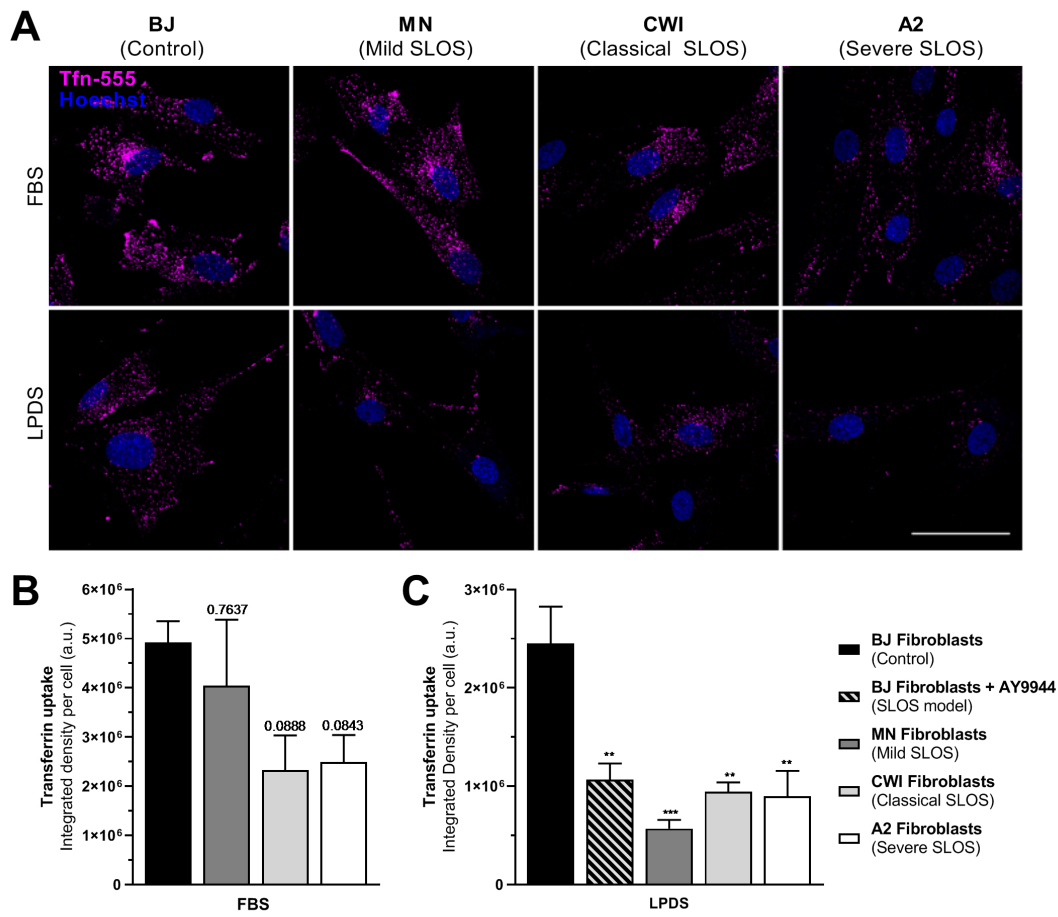 A
BJ
(Control)
MN
(Mild SLOS)
CWI
(Classical SLOS)
A2
(Severe SLOS)
Tfn-555
Hoechst
FBS
LPDS
B
Transferrin uptake
Integrated density per cell (a.u.)
6×10⁶
5×10⁶
4×10⁶
3×10⁶
2×10⁶
1×10⁶
0
0.7637
0.0888
0.0843
FBS
C
Transferrin uptake
Integrated Density per cell (a.u.)
3×10⁶
2×10⁶
1×10⁶
0
**
***
**
**
LPDS
BJ Fibroblasts
(Control)
BJ Fibroblasts + AY9944
(SLOS model)
MN Fibroblasts
(Mild SLOS)
CWI Fibroblasts
(Classical SLOS)
A2 Fibroblasts
(Severe SLOS)